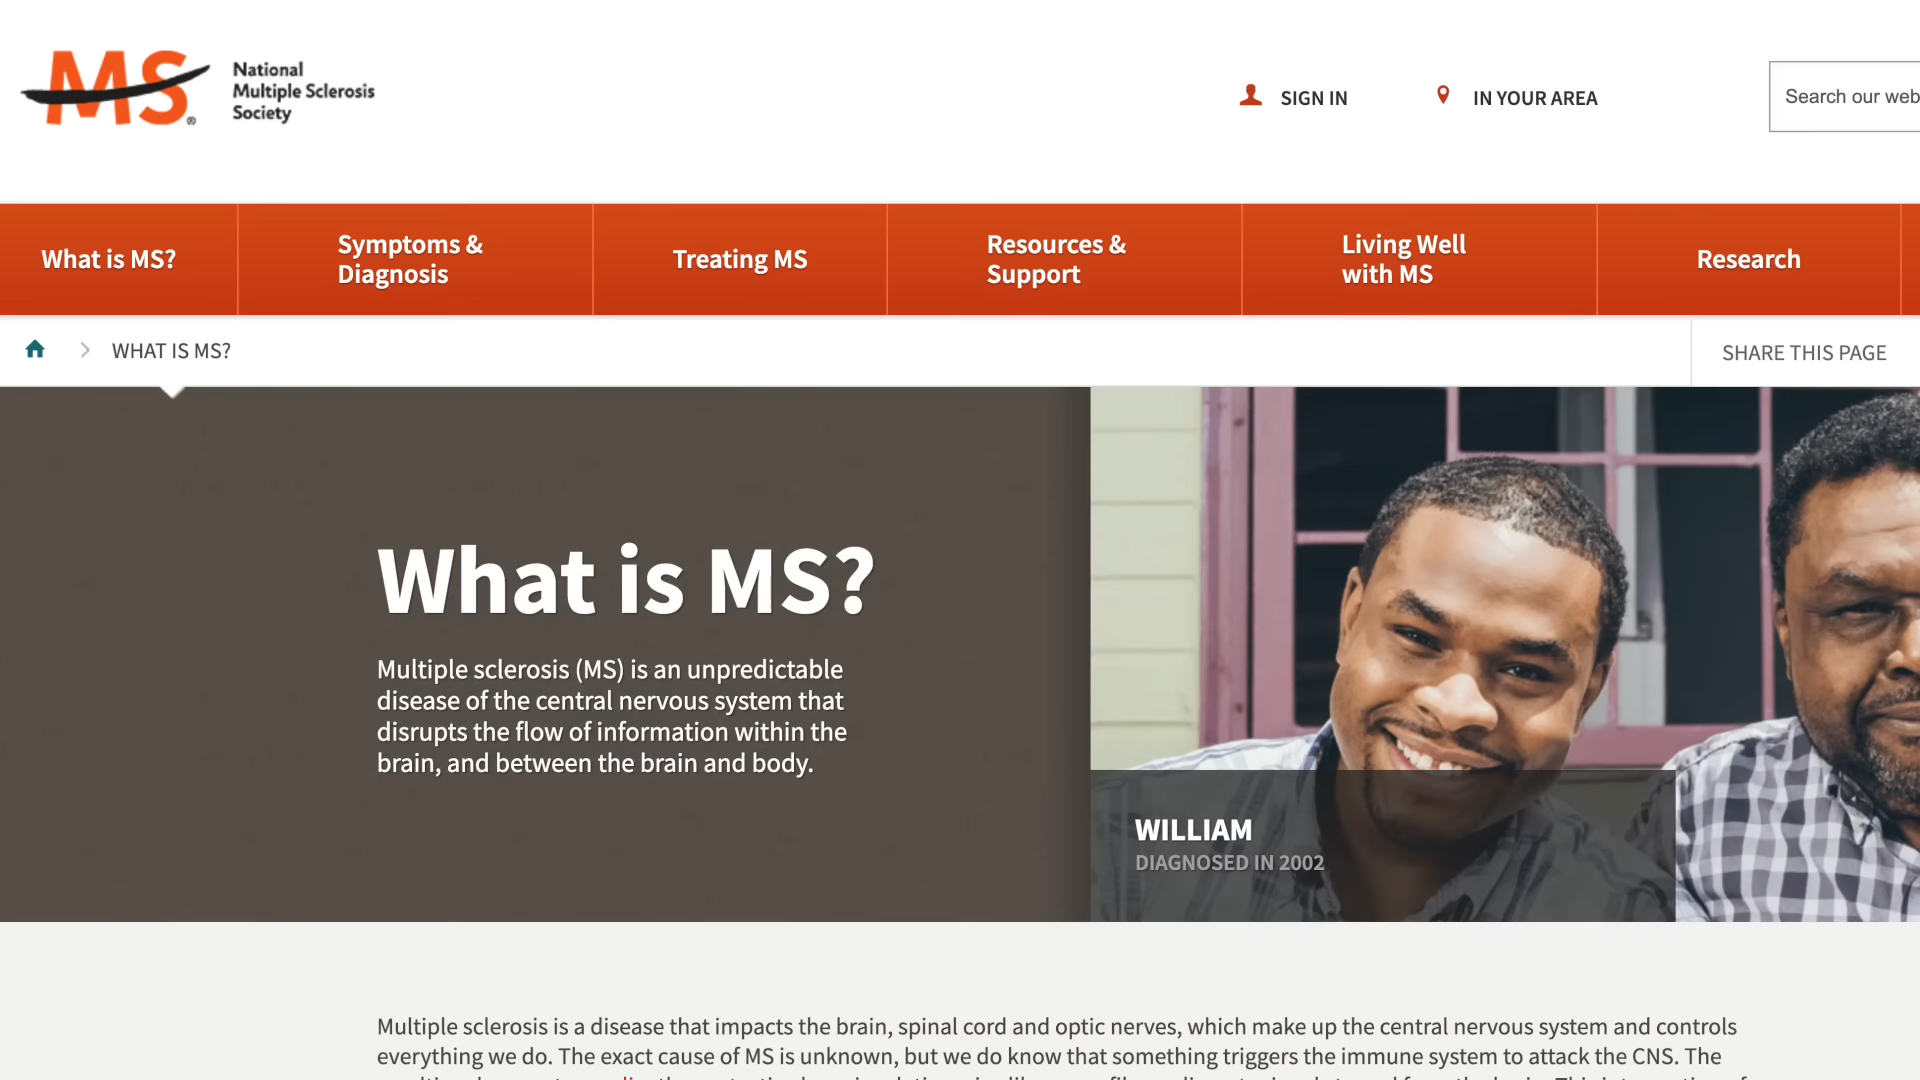 MS
National
Multiple Sclerosis
Society
SIGN IN
IN YOUR AREA
Search our web
What is MS?
Symptoms &
Diagnosis
Treating MS
Resources &
Support
Living Well
with MS
Research
WHAT IS MS?
SHARE THIS PAGE
What is MS?
Multiple sclerosis (MS) is an unpredictable
disease of the central nervous system that
disrupts the flow of information within the
brain, and between the brain and body.
WILLIAM
DIAGNOSED IN 2002
Multiple sclerosis is a disease that impacts the brain, spinal cord and optic nerves, which make up the central nervous system and controls
everything we do. The exact cause of MS is unknown, but we do know that something triggers the immune system to attack the CNS. The